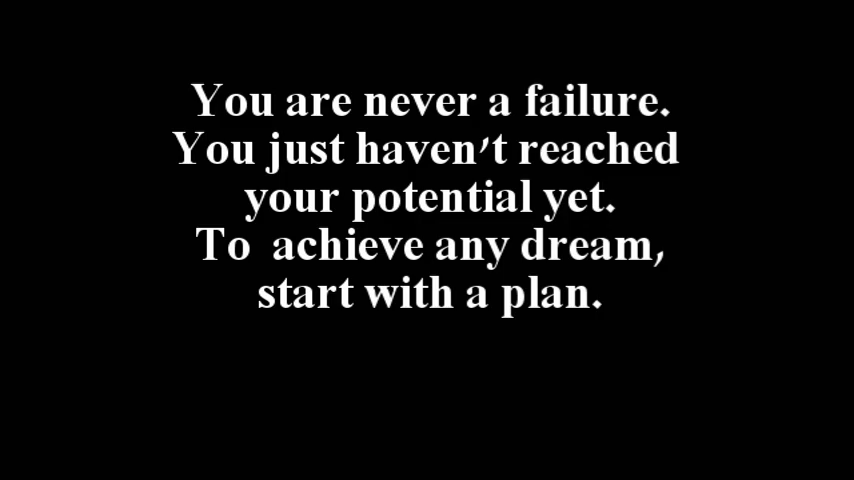 You are never a failure.
You just haven't reached
your potential yet.
To  achieve any dream,
start with a plan.